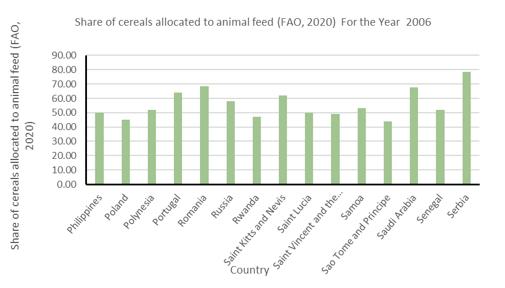 Share of cereals allocated to animal feed (FAO, 2020) For the Year 2006
Share of cereals allocated to animal feed (FAO,
2020)
90.00
80.00
70.00
60.00
50.00
40.00
30.00
20.00
10.00
0.00
Philippines
Poland
Polynesia
Portugal
Romania
Russia
Rwanda
Saint Kitts and Nevis
Saint Lucia
Saint Vincent and the...
Samoa
Sao Tome and Principe
Saudi Arabia
Senegal
Serbia
Country